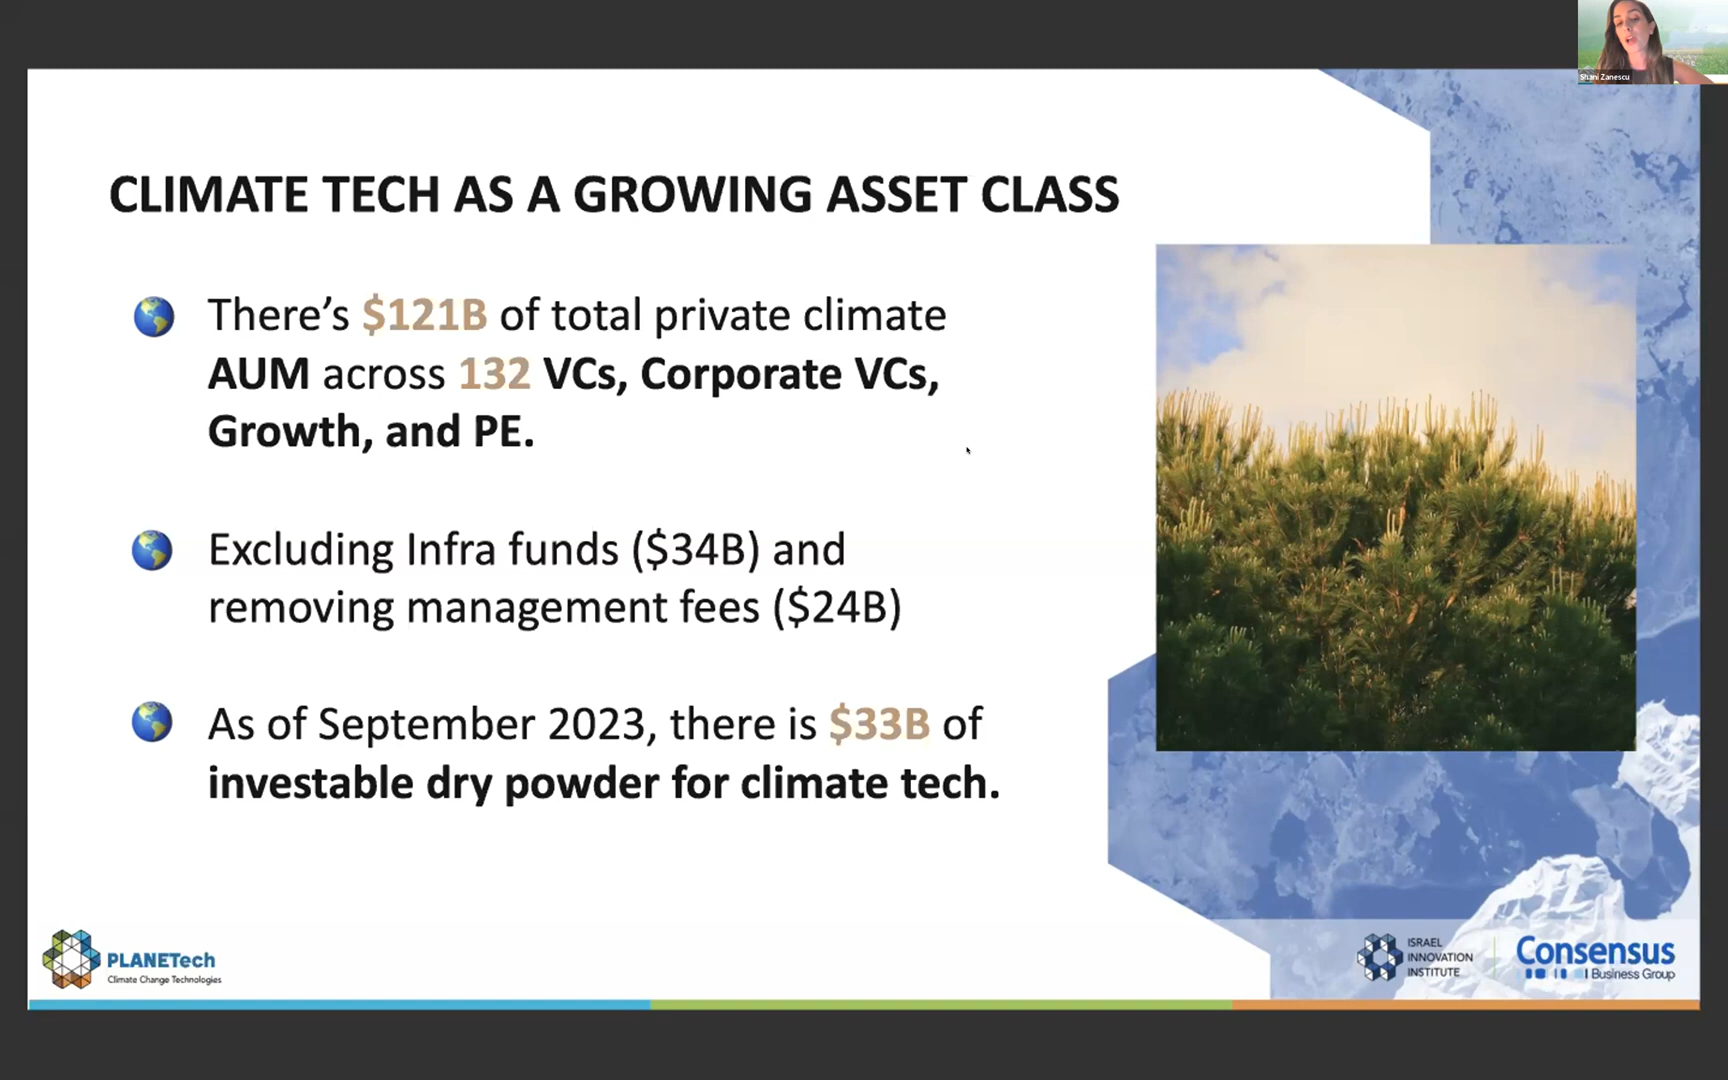 Shani Zanescu
CLIMATE TECH AS A GROWING ASSET CLASS
There’s $121B of total private climate
AUM across 132 VCs, Corporate VCs,
Growth, and PE.
Excluding Infra funds ($34B) and
removing management fees ($24B)
As of September 2023, there is $33B of
investable dry powder for climate tech.
PLANETech
Climate Change Technologies
ISRAEL
INNOVATION
INSTITUTE
Consensus
Business Group